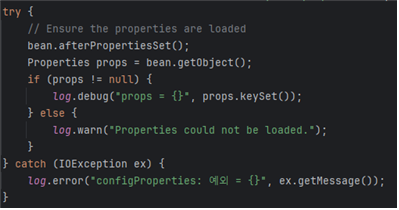 try {
    // Ensure the properties are loaded
    bean.afterPropertiesSet();
    Properties props = bean.getObject();
    if (props != null) {
        log.debug("props = {}", props.keySet());
    } else {
        log.warn("Properties could not be loaded.");
    }
} catch (IOException ex) {
    log.error("configProperties: 예외 = {}", ex.getMessage());
}